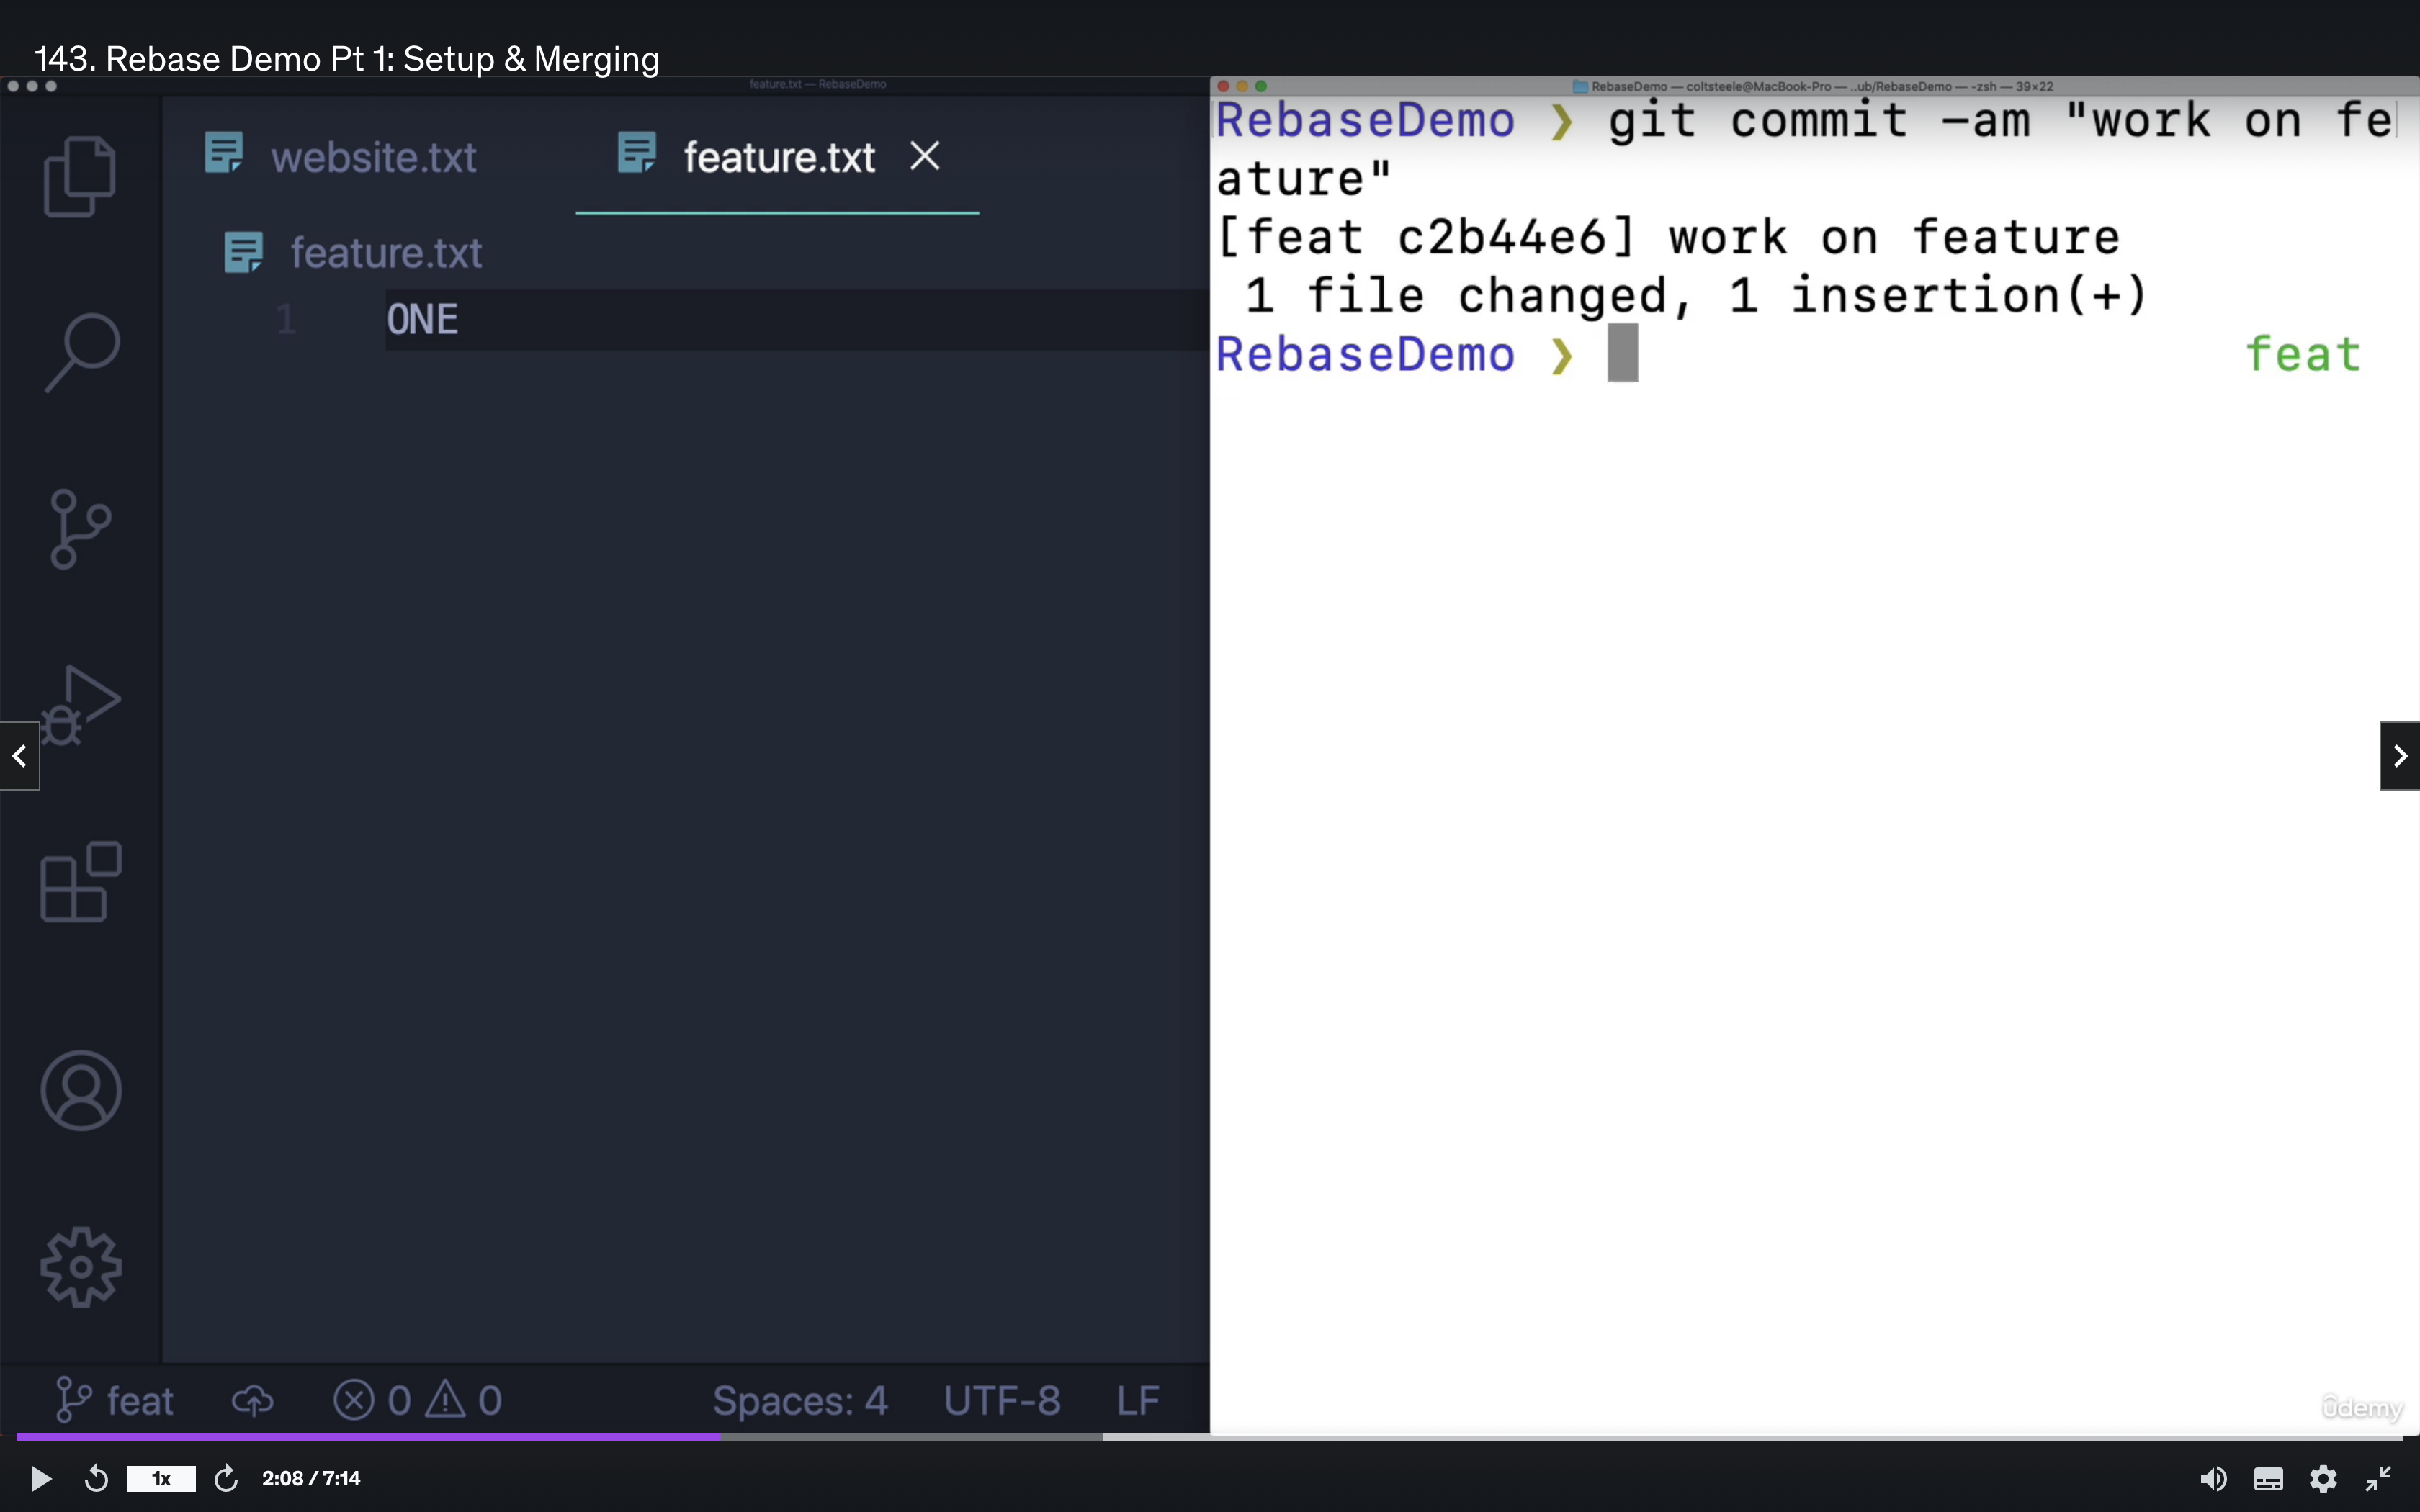 143. Rebase Demo Pt 1: Setup & Merging
feature.txt — RebaseDemo
website.txt
feature.txt
feature.txt
1 ONE
feat
0 0
Spaces: 4
UTF-8
LF
RebaseDemo — coltsteele@MacBook-Pro — ..ub/RebaseDemo — -zsh — 39×22
RebaseDemo ❯ git commit -am "work on fe
ature"
[feat c2b44e6] work on feature
1 file changed, 1 insertion(+)
RebaseDemo ❯ feat
ûdemy
1x
2:08 / 7:14